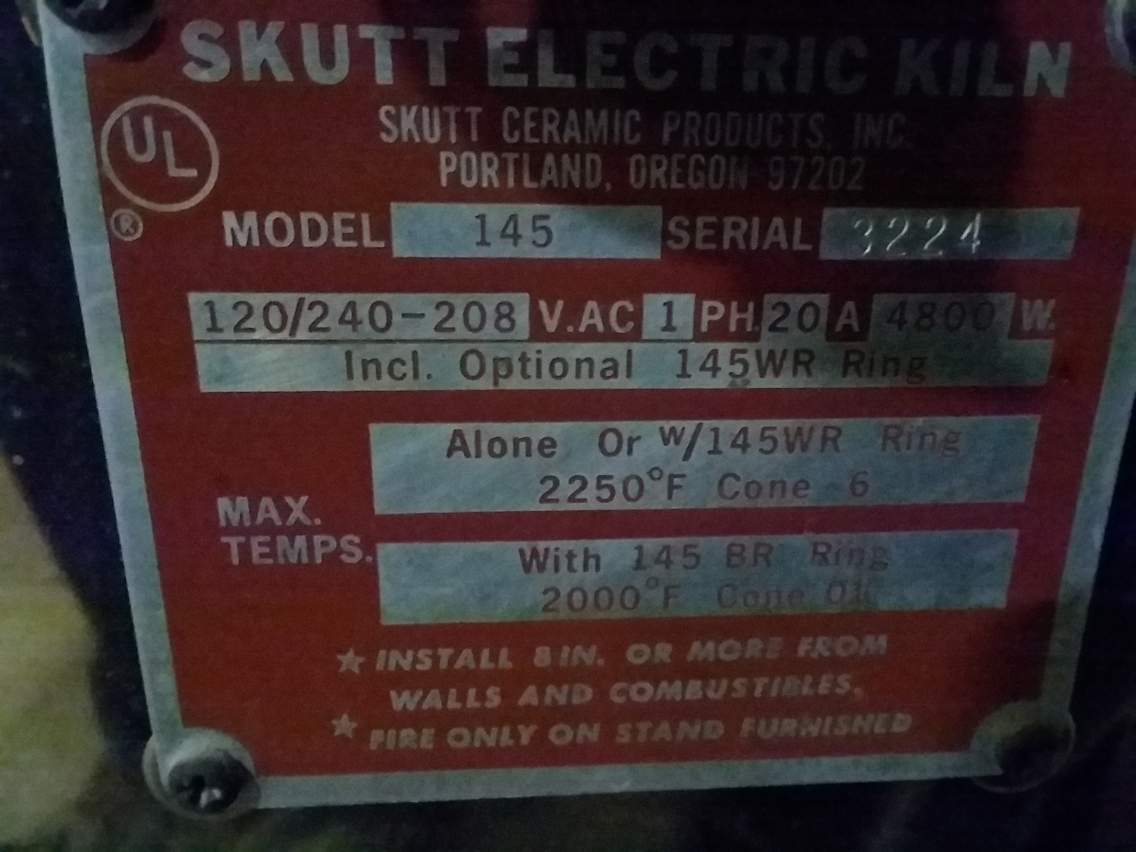 SKUTT ELECTRIC KILN
SKUTT CERAMIC PRODUCTS, INC.
PORTLAND, OREGON 97202
UL
®
MODEL 145 SERIAL 3224
120/240-208 V.AC 1 PH. 20 A 4800 W.
Incl. Optional 145WR Ring
MAX.
TEMPS.
Alone Or w/145WR Ring
2250°F Cone 6
With 145 BR Ring
2000°F Cone 01
★ INSTALL 8 IN. OR MORE FROM
WALLS AND COMBUSTIBLES.
★ FIRE ONLY ON STAND FURNISHED